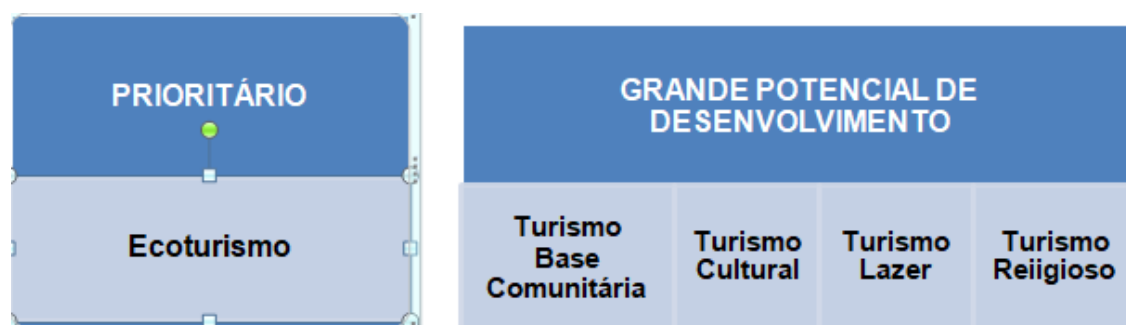 PRIORITÁRIO
Ecoturismo
GRANDE POTENCIAL DE
DESENVOLVIMENTO
Turismo
Base
Comunitária
Turismo
Cultural
Turismo
Lazer
Turismo
Reiigioso